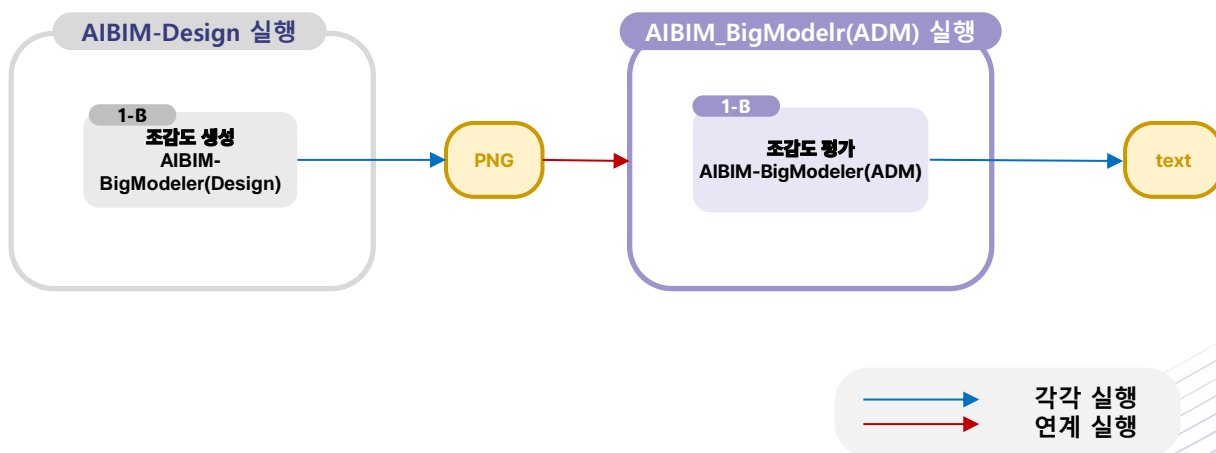 AIBIM-Design 실행
1-B
조감도 생성
AIBIM-
BigModeler(Design)
PNG
AIBIM_BigModelr(ADM) 실행
1-B
조감도 평가
AIBIM-BigModeler(ADM)
text
각각 실행
연계 실행